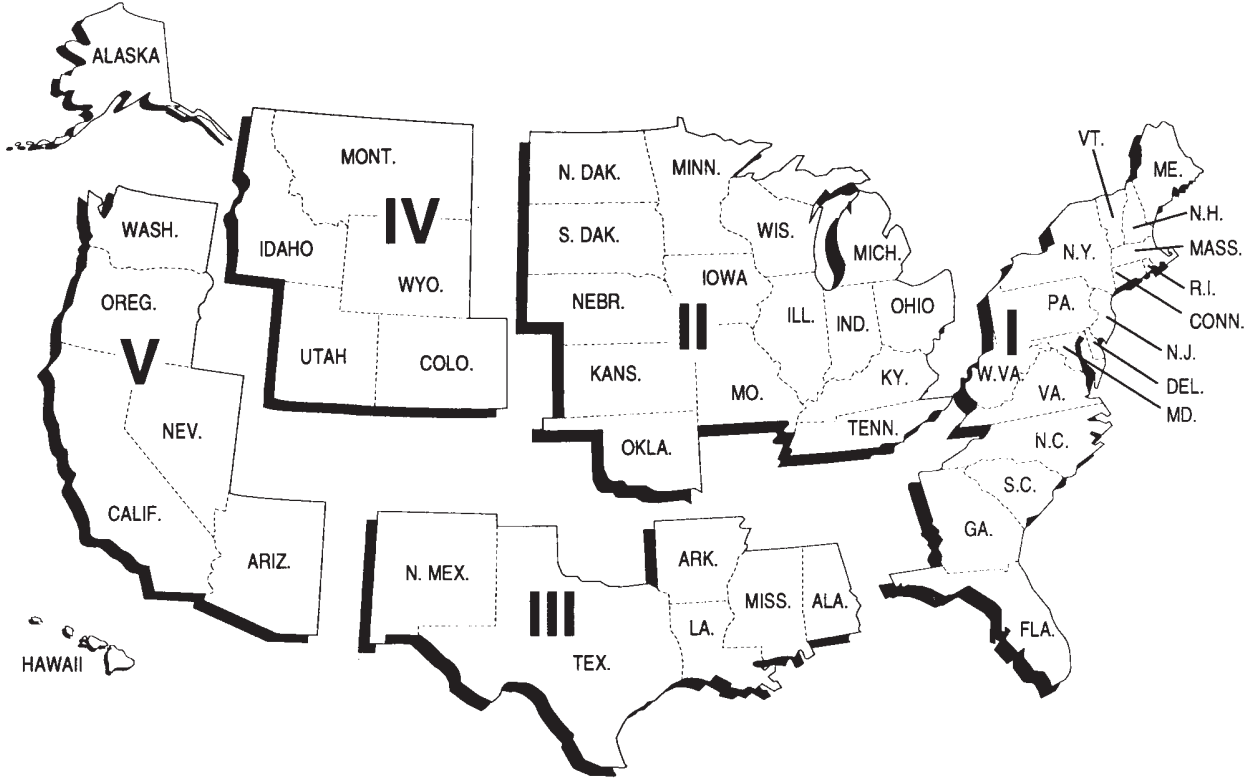 ALASKA
MONT.
IV
IDAHO
WYO.
UTAH
COLO.
WASH.
OREG.
V
NEV.
CALIF.
ARIZ.
HAWAII
N. DAK.
MINN.
S. DAK.
WIS.
MICH.
IOWA
NEBR.
II
ILL.
IND.
OHIO
KANS.
MO.
KY.
TENN.
OKLA.
N. MEX.
III
TEX.
ARK.
LA.
MISS.
ALA.
VT.
ME.
N.H.
MASS.
N.Y.
R.I.
CONN.
PA.
I
N.J.
DEL.
MD.
W.VA
VA.
N.C.
S.C.
GA.
FLA.